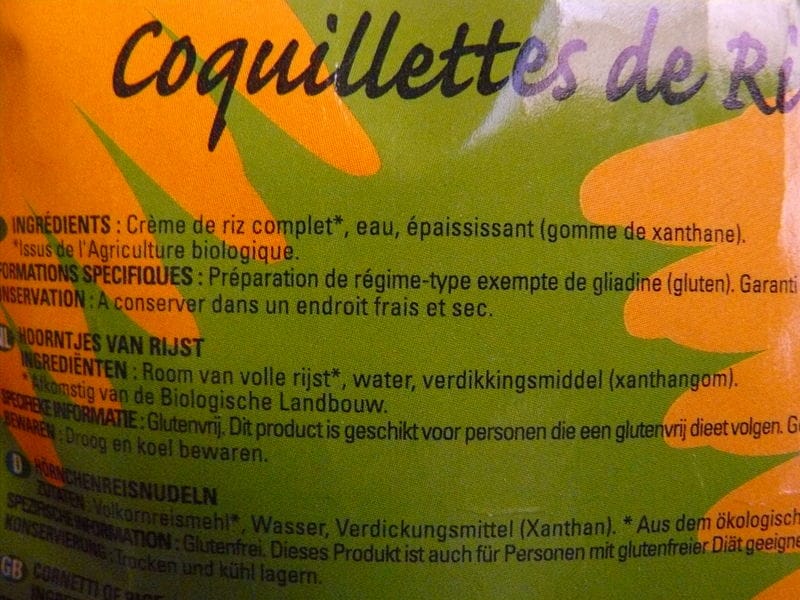 Coquillettes de Ri
INGRÉDIENTS : Crème de riz complet*, eau, épaississant (gomme de xanthane).
*Issus de l'Agriculture biologique.
FORMATIONS SPECIFIQUES : Préparation de régime-type exempte de gliadine (gluten). Garanti
ONSERVATION : A conserver dans un endroit frais et sec.
NL HOORNTJES VAN RIJST
INGREDIËNTEN : Room van volle rijst*, water, verdikkingsmiddel (xanthangom).
* Afkomstig van de Biologische Landbouw.
SPECIFIEKE INFORMATIE : Glutenvrij. Dit product is geschikt voor personen die een glutenvrij dieet volgen. G
BEWAREN : Droog en koel bewaren.
D HÖRNCHENREISNUDELN
ZUTATEN : Volkornreismehl*, Wasser, Verdickungsmittel (Xanthan). * Aus dem ökologisch
SPEZIFISCHE INFORMATION : Glutenfrei. Dieses Produkt ist auch für Personen mit glutenfreier Diät geeigne
KONSERVIERUNG : Trocken und kühl lagern.
GB CORNETTI OF RICE